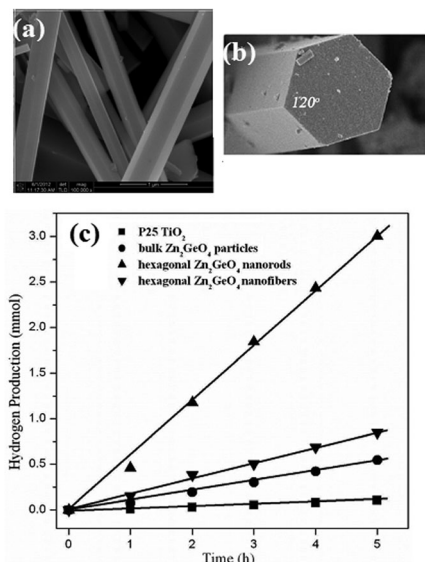 (a)
(b)
120°
1 µm
(c)
P25 TiO₂
bulk Zn₂GeO₄ particles
hexagonal Zn₂GeO₄ nanorods
hexagonal Zn₂GeO₄ nanofibers
Hydrogen Production (mmol)
3.0
2.5
2.0
1.5
1.0
0.5
0.0
0 1 2 3 4 5
Time (h)